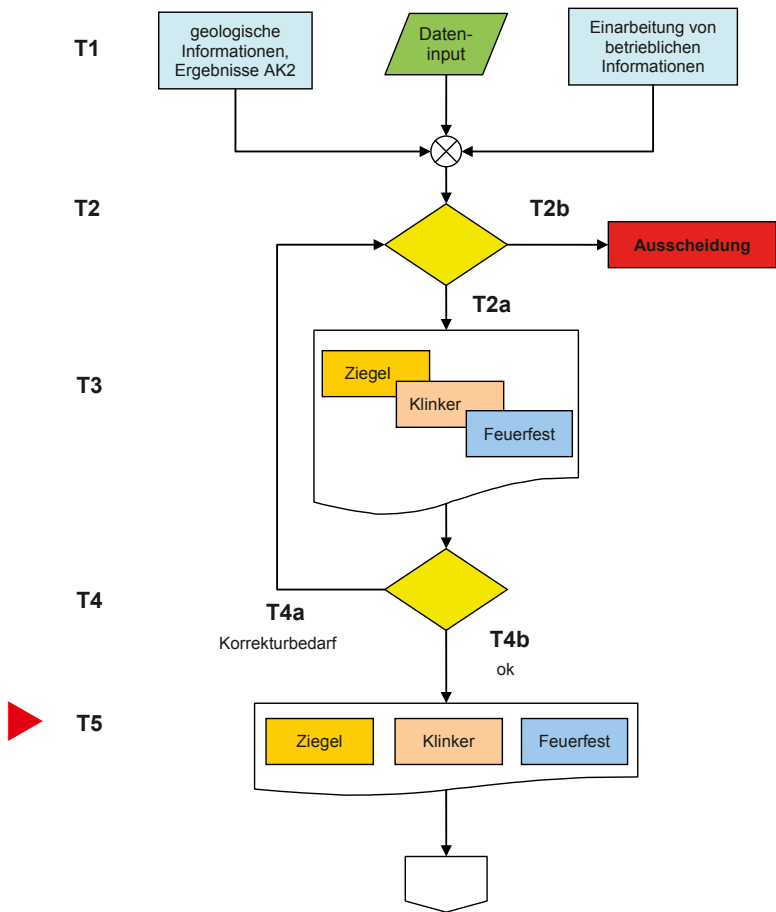 T1
geologische
Informationen,
Ergebnisse AK2
Daten-
input
Einarbeitung von
betrieblichen
Informationen
T2
T2b
Ausscheidung
T2a
T3
Ziegel
Klinker
Feuerfest
T4
T4a
Korrekturbedarf
T4b
ok
T5
Ziegel
Klinker
Feuerfest